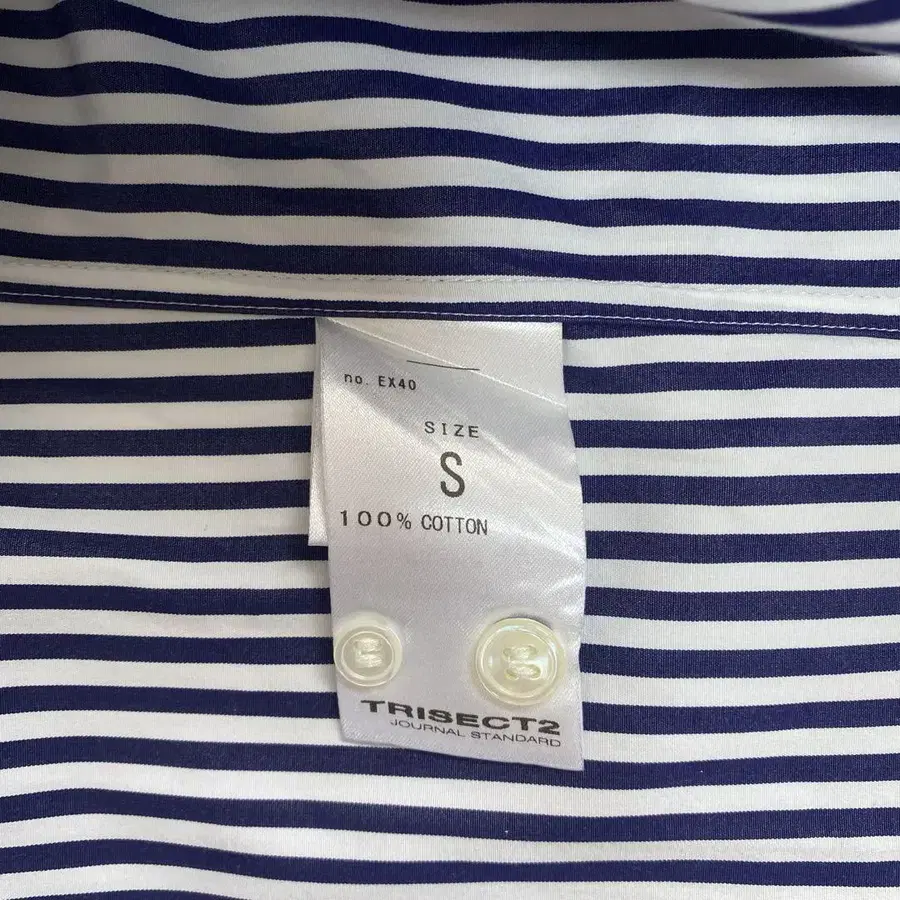 no. EX40
SIZE
S
100% COTTON
TRISECT2
JOURNAL STANDARD